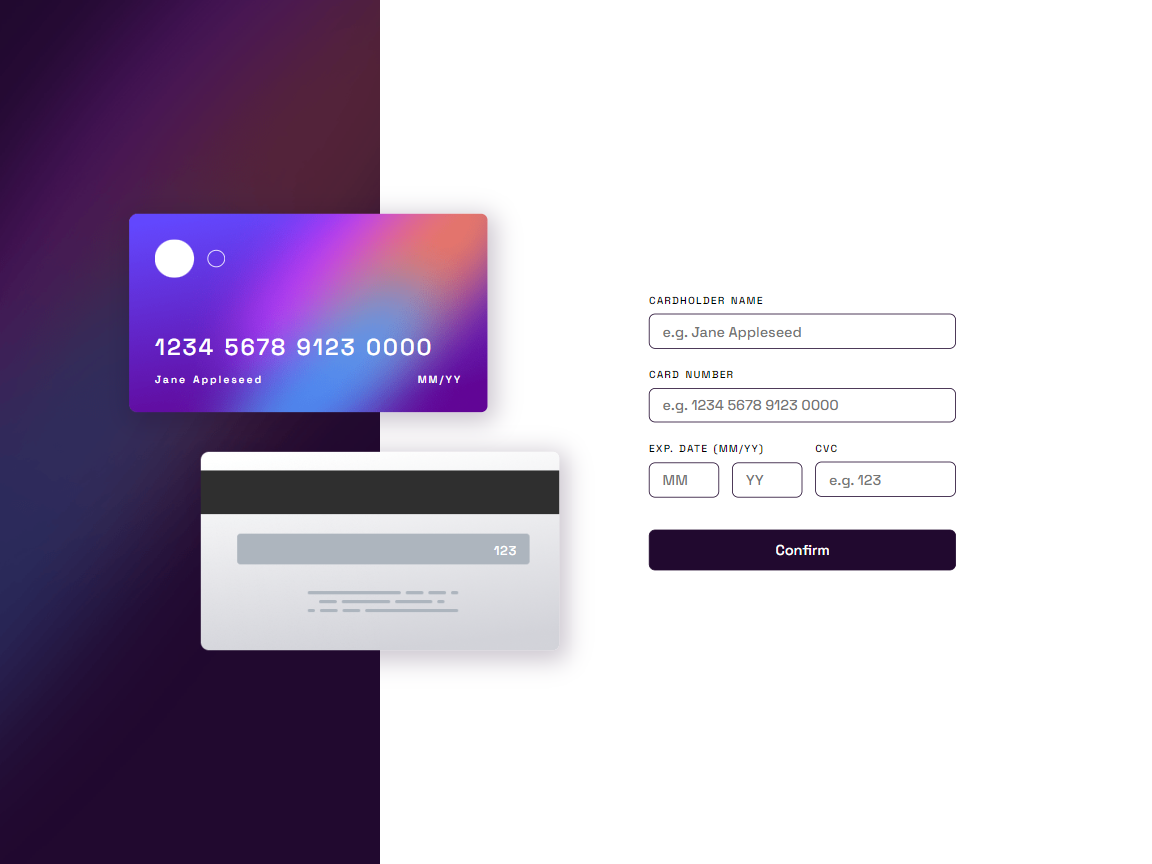 1234 5678 9123 0000
Jane Appleseed MM/YY
123
CARDHOLDER NAME
e.g. Jane Appleseed
CARD NUMBER
e.g. 1234 5678 9123 0000
EXP. DATE (MM/YY) CVC
MM YY e.g. 123
Confirm